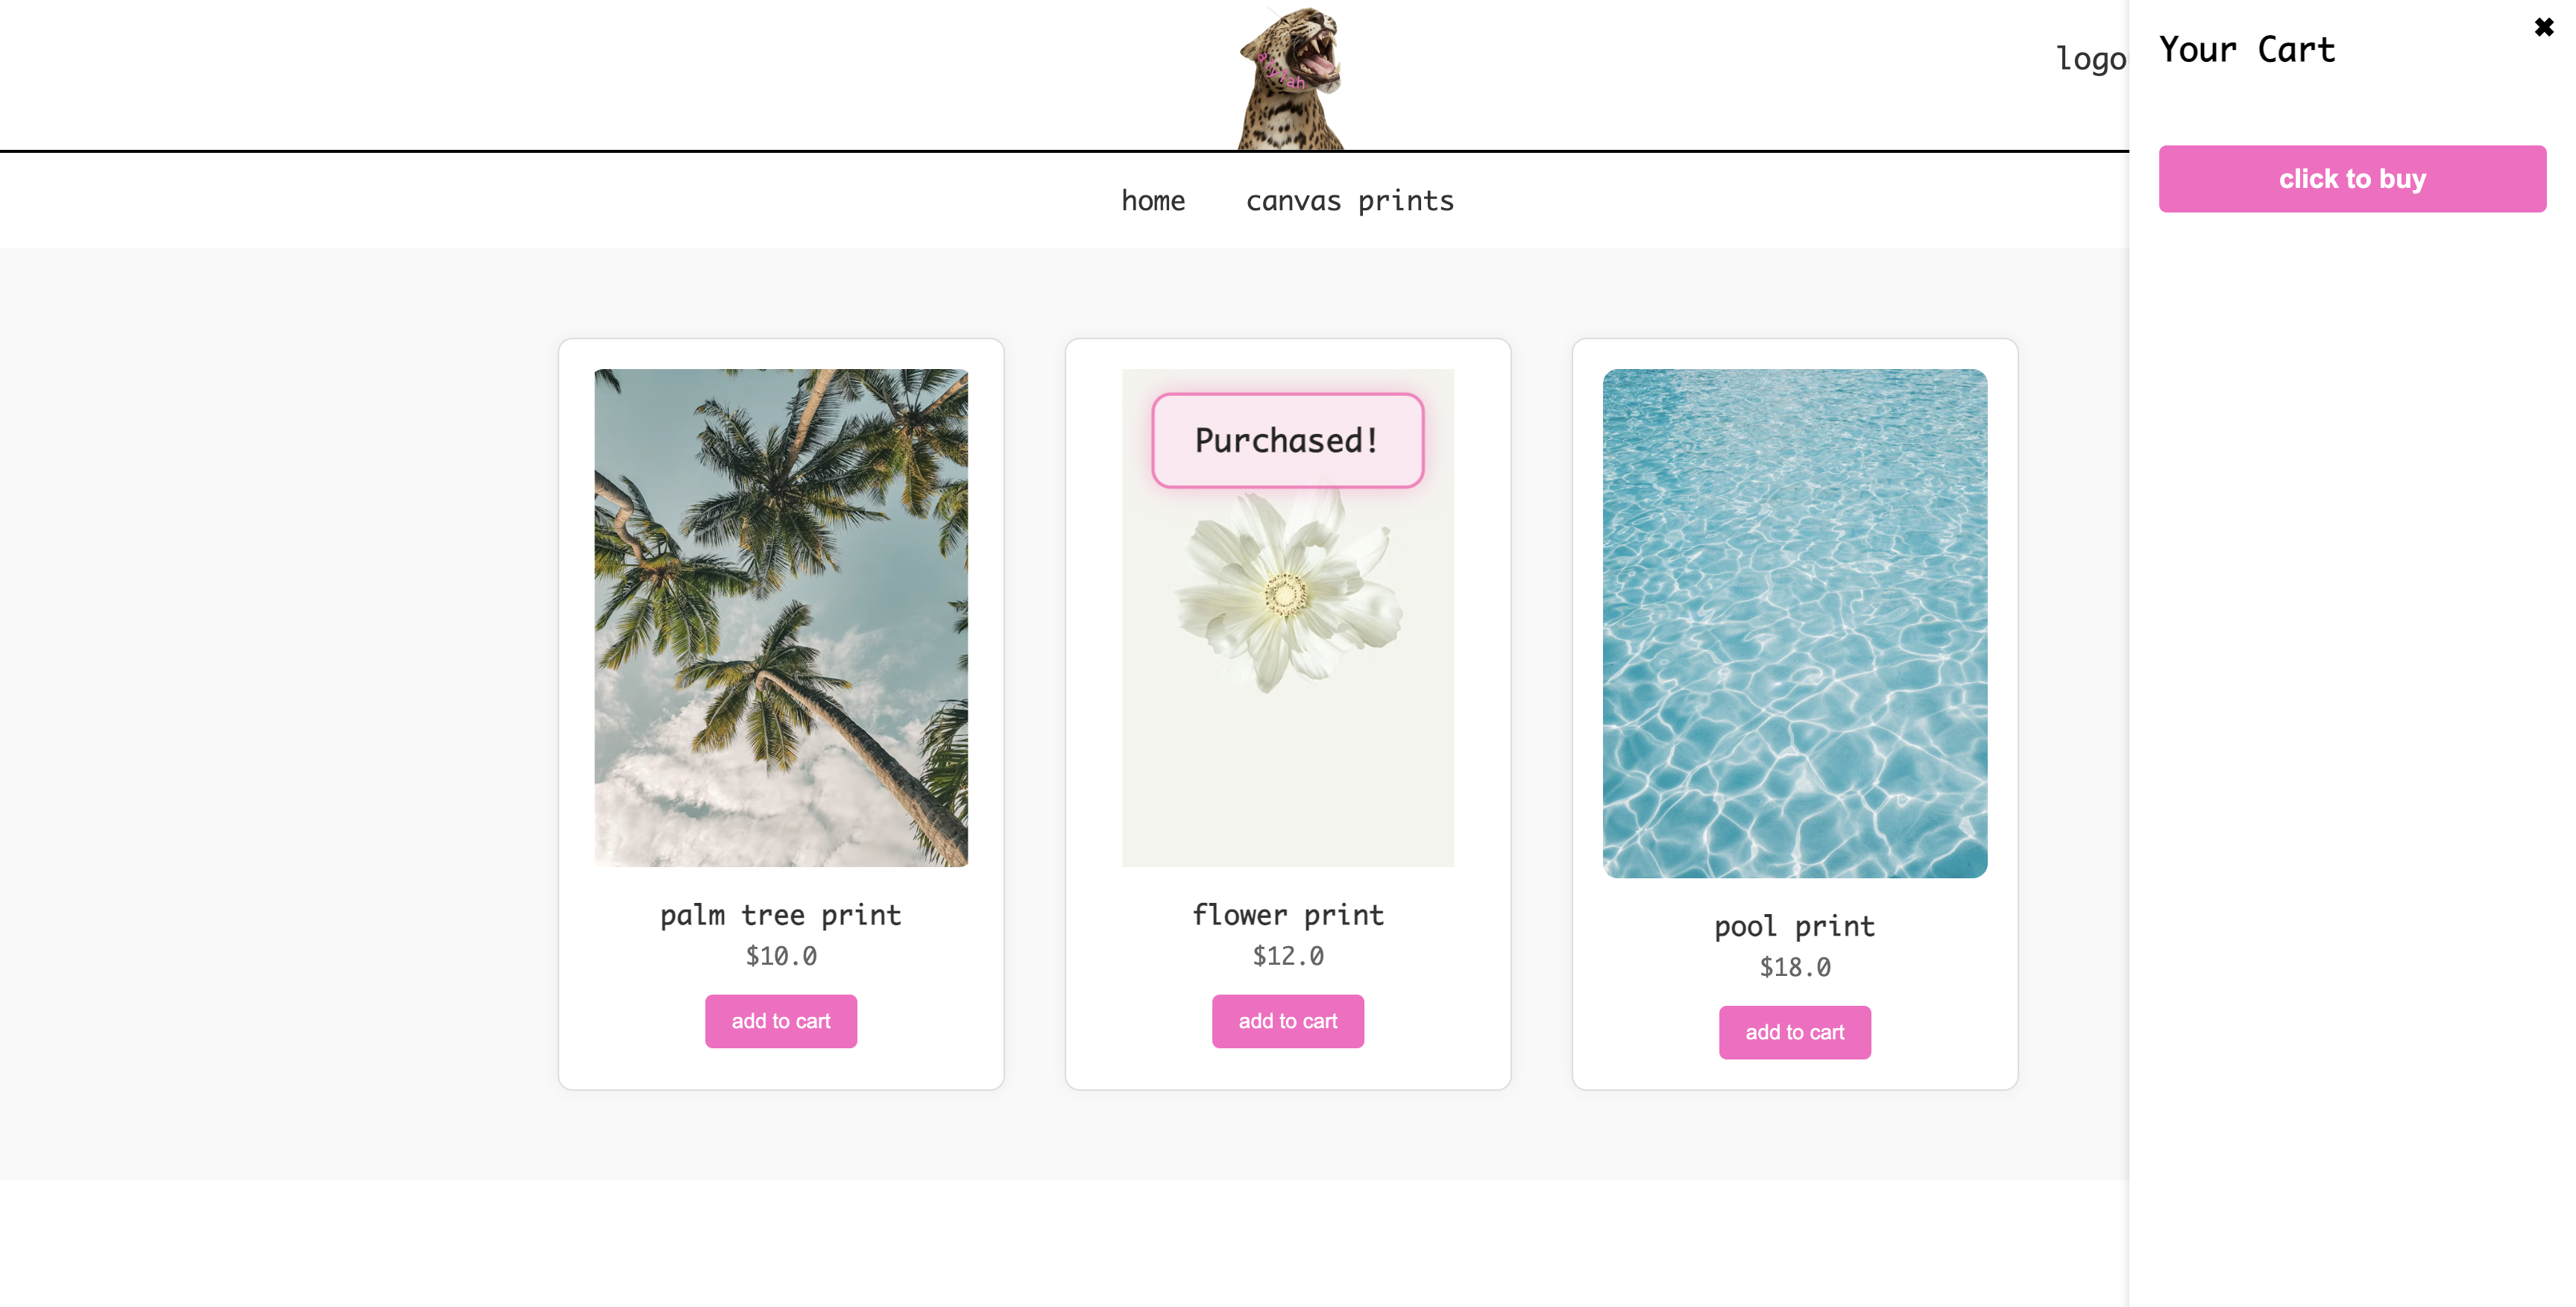 logo
Your Cart
✖
click to buy
home canvas prints
Purchased!
palm tree print
$10.0
add to cart
flower print
$12.0
add to cart
pool print
$18.0
add to cart